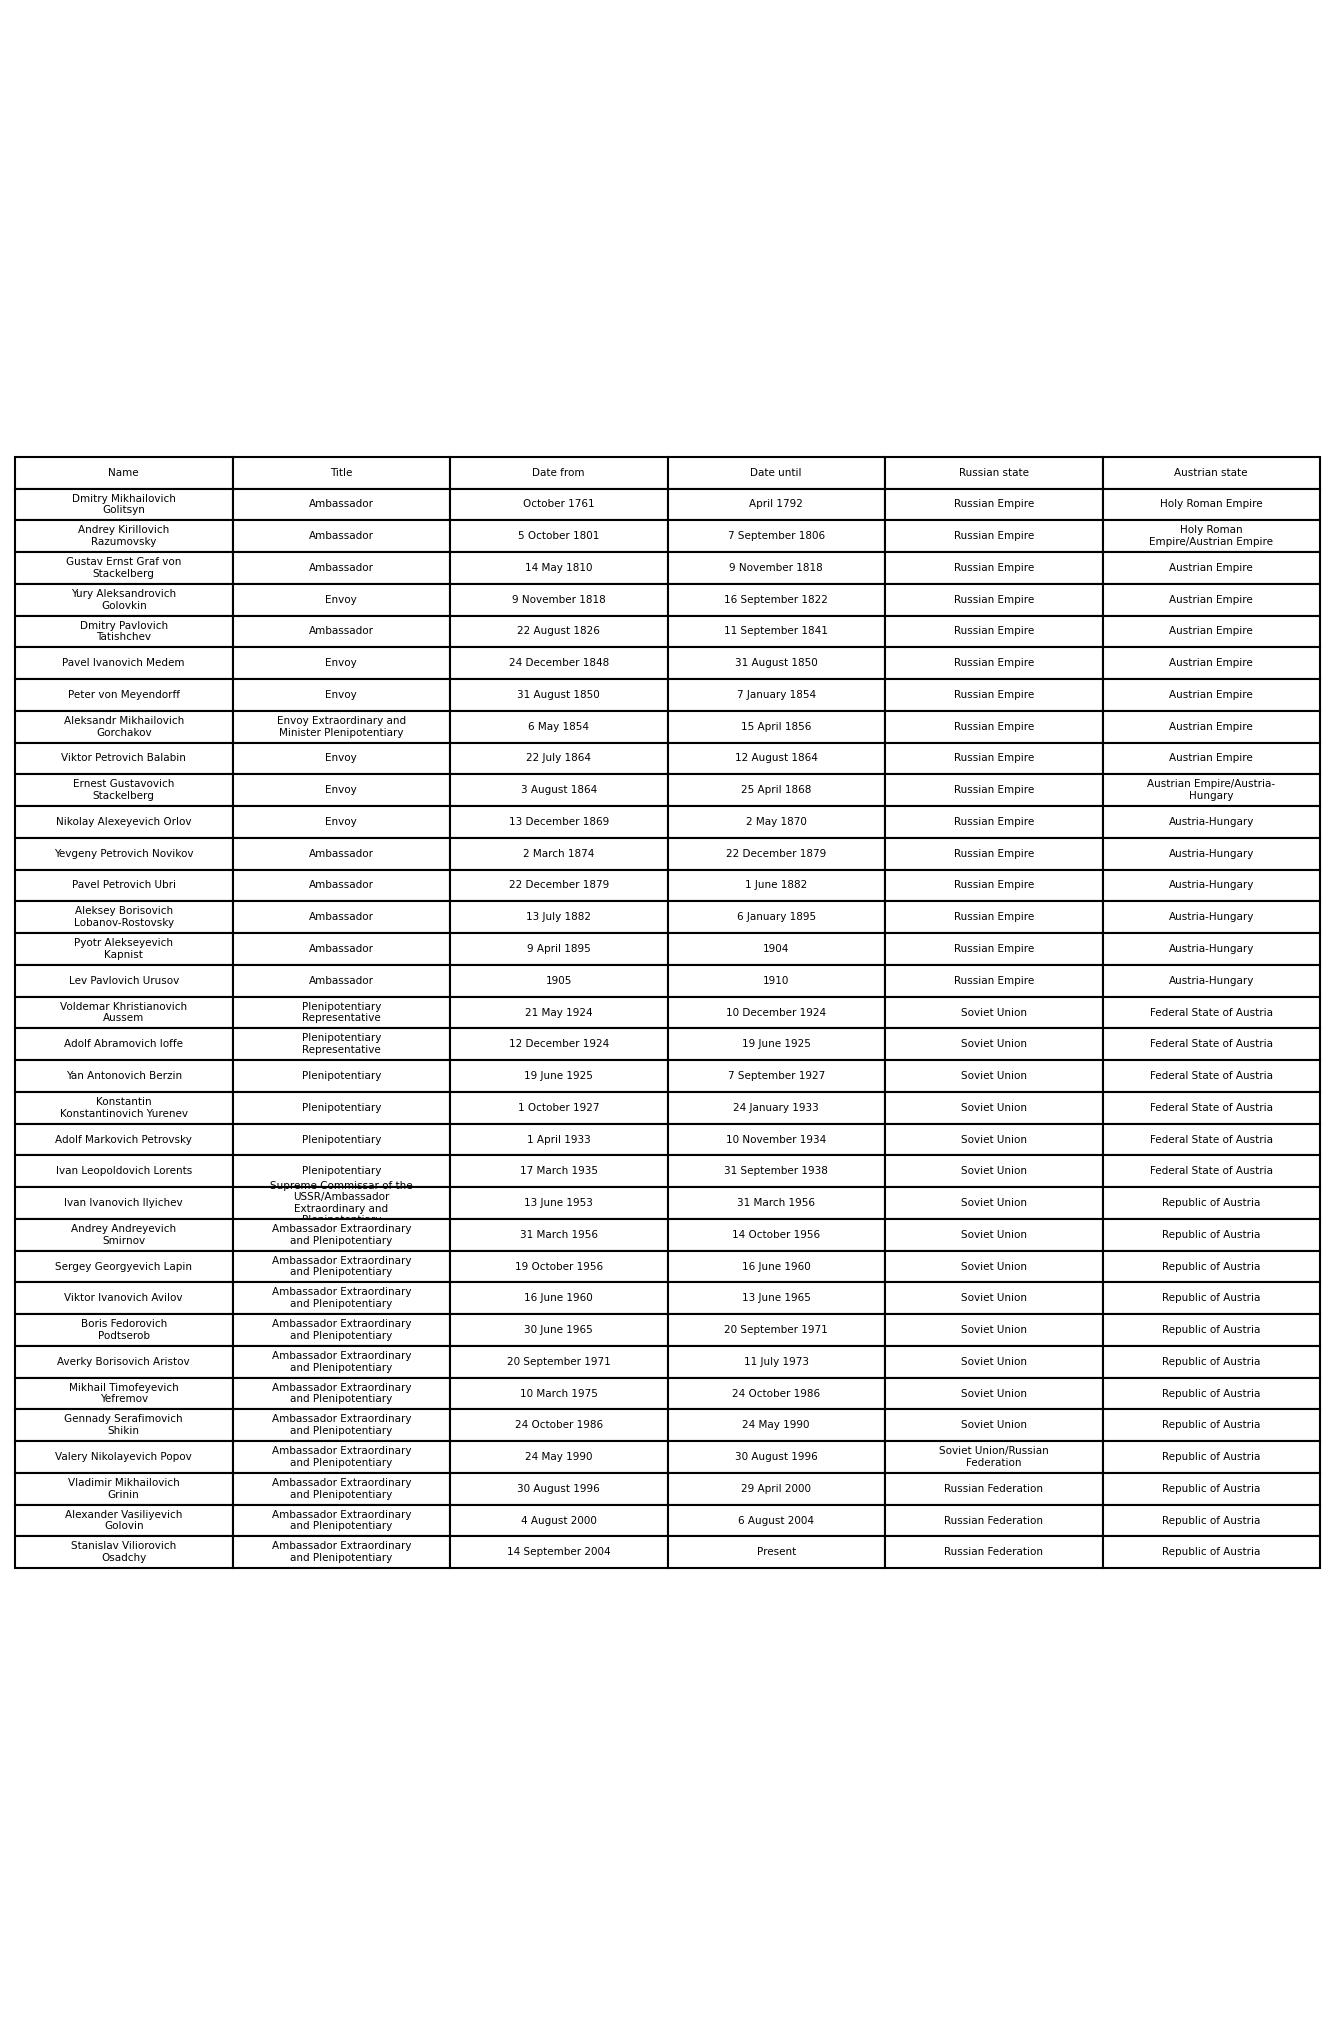 Name Title Date from Date until Russian state Austrian state
Dmitry Mikhailovich
Golitsyn
Ambassador October 1761 April 1792 Russian Empire Holy Roman Empire
Andrey Kirillovich
Razumovsky
Ambassador 5 October 1801 7 September 1806 Russian Empire
Holy Roman
Empire/Austrian Empire
Gustav Ernst Graf von
Stackelberg
Ambassador 14 May 1810 9 November 1818 Russian Empire Austrian Empire
Yury Aleksandrovich
Golovkin
Envoy 9 November 1818 16 September 1822 Russian Empire Austrian Empire
Dmitry Pavlovich
Tatishchev
Ambassador 22 August 1826 11 September 1841 Russian Empire Austrian Empire
Pavel Ivanovich Medem Envoy 24 December 1848 31 August 1850 Russian Empire Austrian Empire
Peter von Meyendorff Envoy 31 August 1850 7 January 1854 Russian Empire Austrian Empire
Aleksandr Mikhailovich
Gorchakov
Envoy Extraordinary and
Minister Plenipotentiary
6 May 1854 15 April 1856 Russian Empire Austrian Empire
Viktor Petrovich Balabin Envoy 22 July 1864 12 August 1864 Russian Empire Austrian Empire
Ernest Gustavovich
Stackelberg
Envoy 3 August 1864 25 April 1868 Russian Empire
Austrian Empire/Austria-
Hungary
Nikolay Alexeyevich Orlov Envoy 13 December 1869 2 May 1870 Russian Empire Austria-Hungary
Yevgeny Petrovich Novikov Ambassador 2 March 1874 22 December 1879 Russian Empire Austria-Hungary
Pavel Petrovich Ubri Ambassador 22 December 1879 1 June 1882 Russian Empire Austria-Hungary
Aleksey Borisovich
Lobanov-Rostovsky
Ambassador 13 July 1882 6 January 1895 Russian Empire Austria-Hungary
Pyotr Alekseyevich
Kapnist
Ambassador 9 April 1895 1904 Russian Empire Austria-Hungary
Lev Pavlovich Urusov Ambassador 1905 1910 Russian Empire Austria-Hungary
Voldemar Khristianovich
Aussem
Plenipotentiary
Representative
21 May 1924 10 December 1924 Soviet Union Federal State of Austria
Adolf Abramovich Ioffe
Plenipotentiary
Representative
12 December 1924 19 June 1925 Soviet Union Federal State of Austria
Yan Antonovich Berzin Plenipotentiary 19 June 1925 7 September 1927 Soviet Union Federal State of Austria
Konstantin
Konstantinovich Yurenev
Plenipotentiary 1 October 1927 24 January 1933 Soviet Union Federal State of Austria
Adolf Markovich Petrovsky Plenipotentiary 1 April 1933 10 November 1934 Soviet Union Federal State of Austria
Ivan Leopoldovich Lorents Plenipotentiary 17 March 1935 31 September 1938 Soviet Union Federal State of Austria
Ivan Ivanovich Ilyichev
Supreme Commissar of the
USSR/Ambassador
Extraordinary and
Plenipotentiary
13 June 1953 31 March 1956 Soviet Union Republic of Austria
Andrey Andreyevich
Smirnov
Ambassador Extraordinary
and Plenipotentiary
31 March 1956 14 October 1956 Soviet Union Republic of Austria
Sergey Georgyevich Lapin
Ambassador Extraordinary
and Plenipotentiary
19 October 1956 16 June 1960 Soviet Union Republic of Austria
Viktor Ivanovich Avilov
Ambassador Extraordinary
and Plenipotentiary
16 June 1960 13 June 1965 Soviet Union Republic of Austria
Boris Fedorovich
Podtserob
Ambassador Extraordinary
and Plenipotentiary
30 June 1965 20 September 1971 Soviet Union Republic of Austria
Averky Borisovich Aristov
Ambassador Extraordinary
and Plenipotentiary
20 September 1971 11 July 1973 Soviet Union Republic of Austria
Mikhail Timofeyevich
Yefremov
Ambassador Extraordinary
and Plenipotentiary
10 March 1975 24 October 1986 Soviet Union Republic of Austria
Gennady Serafimovich
Shikin
Ambassador Extraordinary
and Plenipotentiary
24 October 1986 24 May 1990 Soviet Union Republic of Austria
Valery Nikolayevich Popov
Ambassador Extraordinary
and Plenipotentiary
24 May 1990 30 August 1996
Soviet Union/Russian
Federation
Republic of Austria
Vladimir Mikhailovich
Grinin
Ambassador Extraordinary
and Plenipotentiary
30 August 1996 29 April 2000 Russian Federation Republic of Austria
Alexander Vasiliyevich
Golovin
Ambassador Extraordinary
and Plenipotentiary
4 August 2000 6 August 2004 Russian Federation Republic of Austria
Stanislav Viliorovich
Osadchy
Ambassador Extraordinary
and Plenipotentiary
14 September 2004 Present Russian Federation Republic of Austria